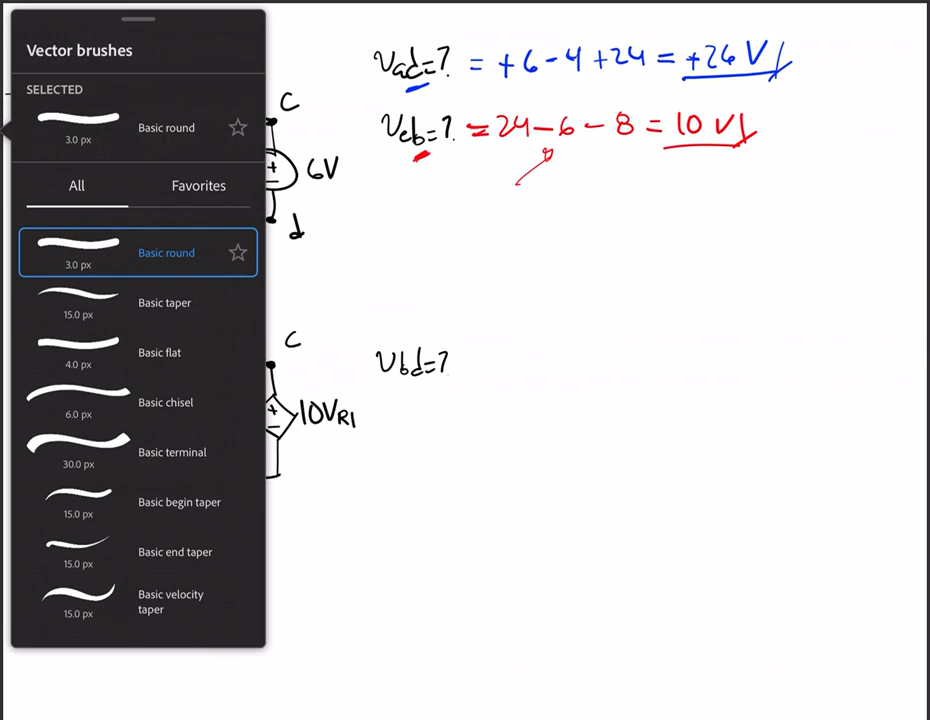 Vector brushes
SELECTED
Basic round
3.0 px
All
Favorites
Basic round
3.0 px
Basic taper
15.0 px
Basic flat
4.0 px
Basic chisel
6.0 px
Basic terminal
30.0 px
Basic begin taper
15.0 px
Basic end taper
15.0 px
Basic velocity
taper
15.0 px
C
+
−
6V
d
Vad=? = +6-4+24 = +26 V
Veb=? = 24-6-8 = 10 V
C
+
−
10VR1
Vbd=?